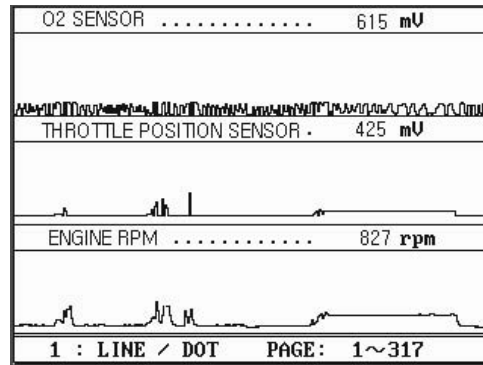 O2 SENSOR ............. 615 mV
THROTTLE POSITION SENSOR . 425 mV
ENGINE RPM ............ 827 rpm
1 : LINE / DOT PAGE: 1~317